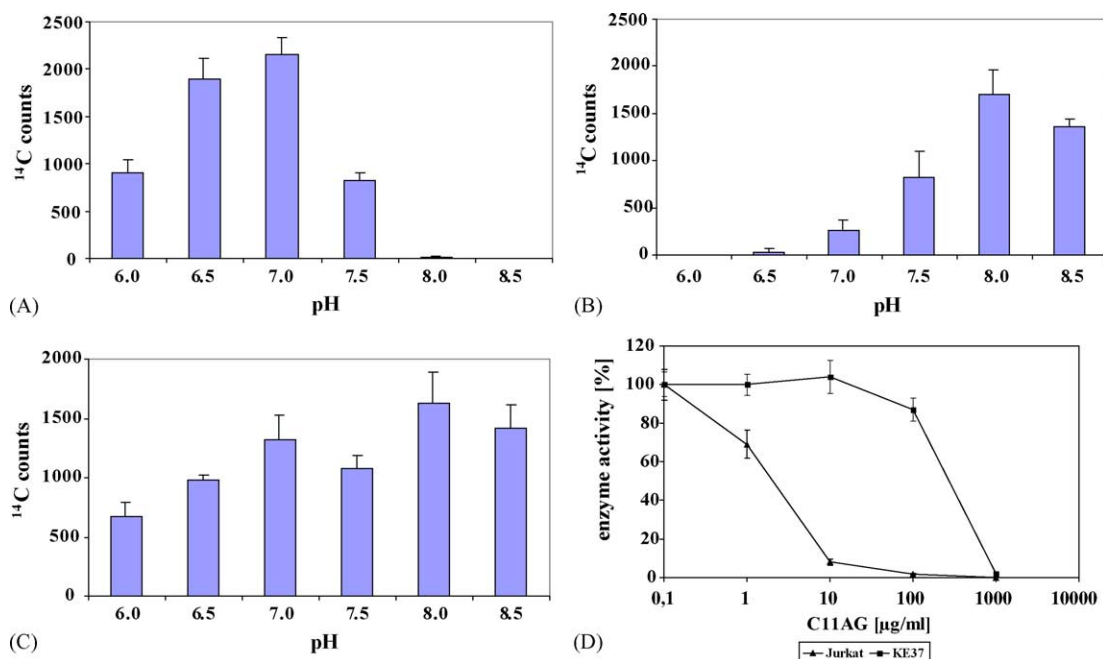 2500
2000
1500
1000
500
0
¹⁴C counts
6.0 6.5 7.0 7.5 8.0 8.5
pH
(A)
2500
2000
1500
1000
500
0
¹⁴C counts
6.0 6.5 7.0 7.5 8.0 8.5
pH
(B)
2000
1500
1000
500
0
¹⁴C counts
6.0 6.5 7.0 7.5 8.0 8.5
pH
(C)
120
100
80
60
40
20
0
enzyme activity [%]
0,1 1 10 100 1000 10000
C11AG [µg/ml]
(D)
Jurkat KE37